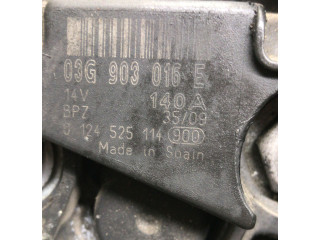 03G 903 016 E
14V 140A
BPZ 35/09
0 124 525 114 900
Made in Spain